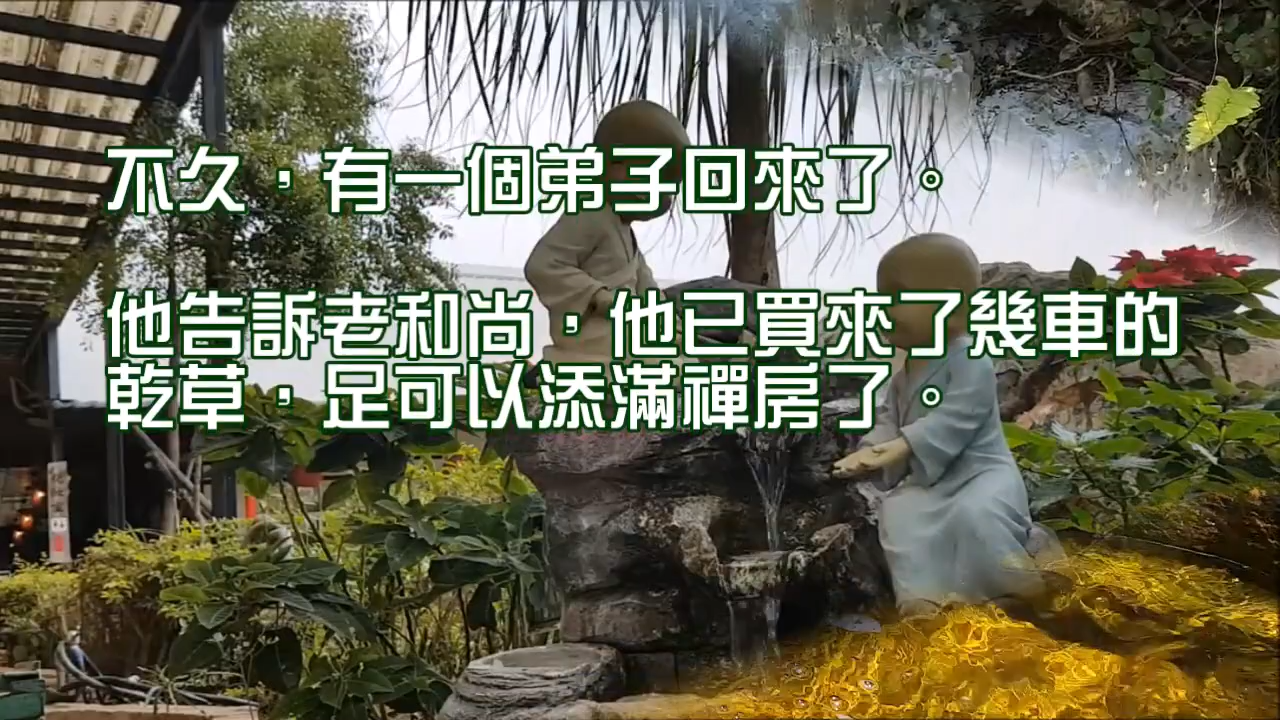 不久，有一個弟子回來了。
他告訴老和尚，他已買來了幾車的
乾草，足可以添滿禪房了。